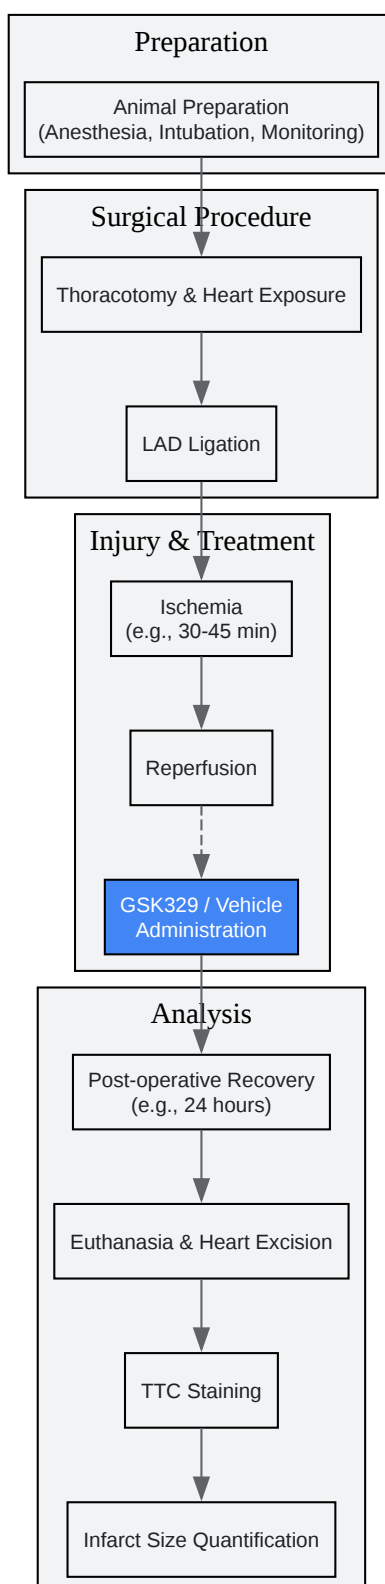 Preparation
Animal Preparation
(Anesthesia, Intubation, Monitoring)
Surgical Procedure
Thoracotomy & Heart Exposure
LAD Ligation
Injury & Treatment
Ischemia
(e.g., 30-45 min)
Reperfusion
GSK329 / Vehicle
Administration
Analysis
Post-operative Recovery
(e.g., 24 hours)
Euthanasia & Heart Excision
TTC Staining
Infarct Size Quantification